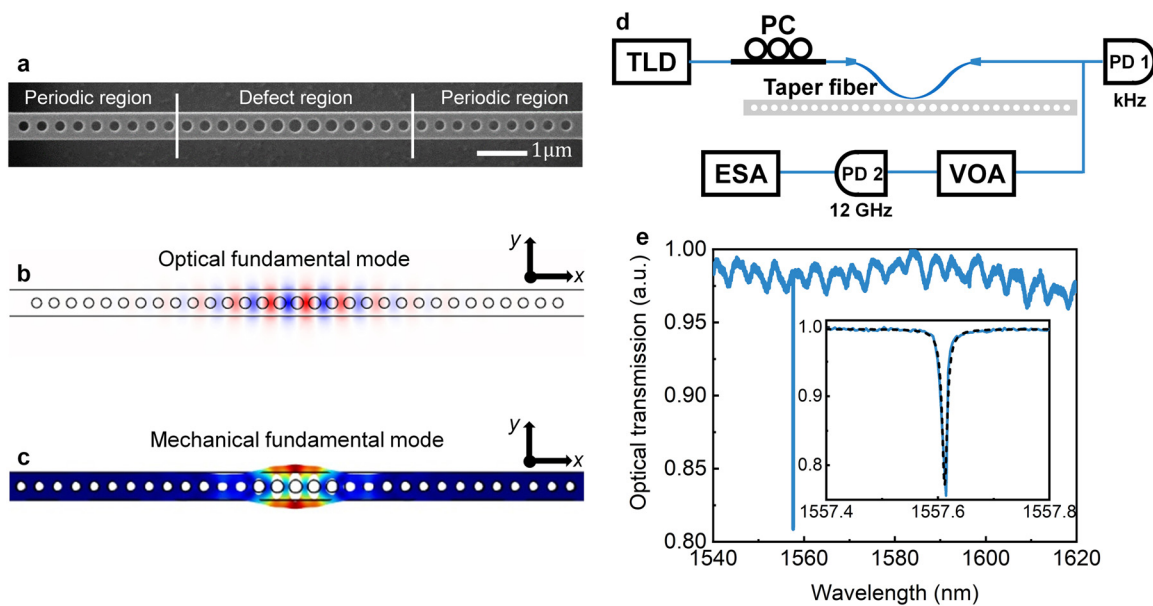 a
Periodic region
Defect region
Periodic region
1μm
b
Optical fundamental mode
y
x
c
Mechanical fundamental mode
y
x
d
TLD
PC
Taper fiber
PD 1
kHz
ESA
PD 2
12 GHz
VOA
e
Optical transmission (a.u.)
1.00
0.95
0.90
0.85
0.80
1540
1560
1580
1600
1620
Wavelength (nm)
1.0
0.9
0.8
1557.4
1557.6
1557.8